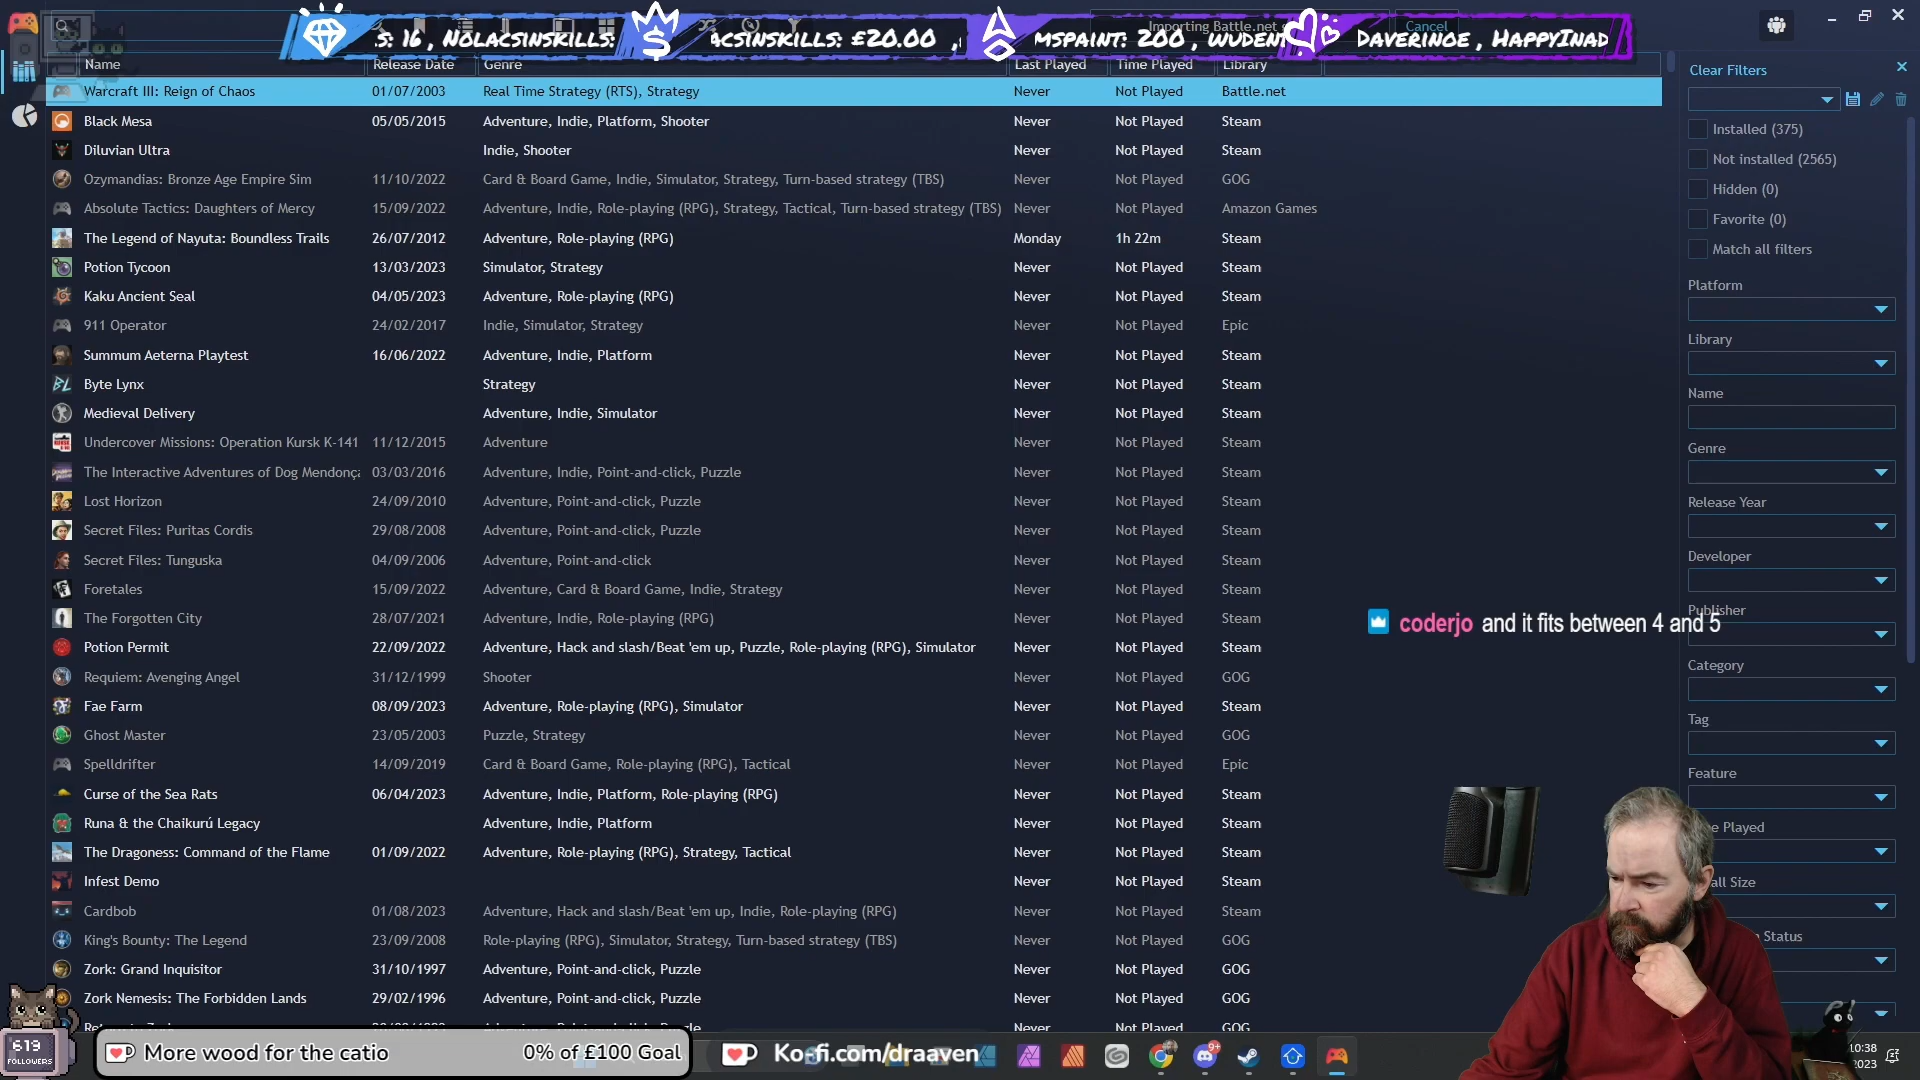 S: 16 , NOLACSINSKILLS:
ACSINSKILLS: £20.00 ,
MSPAINT: 200 , WUDENT
DAVERINOE , HAPPYINAD
Importing Battle.net
Cancel
Name Release Date Genre Last Played Time Played Library
Warcraft III: Reign of Chaos 01/07/2003 Real Time Strategy (RTS), Strategy Never Not Played Battle.net
Black Mesa 05/05/2015 Adventure, Indie, Platform, Shooter Never Not Played Steam
Diluvian Ultra Indie, Shooter Never Not Played Steam
Ozymandias: Bronze Age Empire Sim 11/10/2022 Card & Board Game, Indie, Simulator, Strategy, Turn-based strategy (TBS) Never Not Played GOG
Absolute Tactics: Daughters of Mercy 15/09/2022 Adventure, Indie, Role-playing (RPG), Strategy, Tactical, Turn-based strategy (TBS) Never Not Played Amazon Games
The Legend of Nayuta: Boundless Trails 26/07/2012 Adventure, Role-playing (RPG) Monday 1h 22m Steam
Potion Tycoon 13/03/2023 Simulator, Strategy Never Not Played Steam
Kaku Ancient Seal 04/05/2023 Adventure, Role-playing (RPG) Never Not Played Steam
911 Operator 24/02/2017 Indie, Simulator, Strategy Never Not Played Epic
Summum Aeterna Playtest 16/06/2022 Adventure, Indie, Platform Never Not Played Steam
Byte Lynx Strategy Never Not Played Steam
Medieval Delivery Adventure, Indie, Simulator Never Not Played Steam
Undercover Missions: Operation Kursk K-141 11/12/2015 Adventure Never Not Played Steam
The Interactive Adventures of Dog Mendonça 03/03/2016 Adventure, Indie, Point-and-click, Puzzle Never Not Played Steam
Lost Horizon 24/09/2010 Adventure, Point-and-click, Puzzle Never Not Played Steam
Secret Files: Puritas Cordis 29/08/2008 Adventure, Point-and-click, Puzzle Never Not Played Steam
Secret Files: Tunguska 04/09/2006 Adventure, Point-and-click Never Not Played Steam
Foretales 15/09/2022 Adventure, Card & Board Game, Indie, Strategy Never Not Played Steam
The Forgotten City 28/07/2021 Adventure, Indie, Role-playing (RPG) Never Not Played Steam
Potion Permit 22/09/2022 Adventure, Hack and slash/Beat 'em up, Puzzle, Role-playing (RPG), Simulator Never Not Played Steam
Requiem: Avenging Angel 31/12/1999 Shooter Never Not Played GOG
Fae Farm 08/09/2023 Adventure, Role-playing (RPG), Simulator Never Not Played Steam
Ghost Master 23/05/2003 Puzzle, Strategy Never Not Played GOG
Spelldrifter 14/09/2019 Card & Board Game, Role-playing (RPG), Tactical Never Not Played Epic
Curse of the Sea Rats 06/04/2023 Adventure, Indie, Platform, Role-playing (RPG) Never Not Played Steam
Runa & the Chaikurú Legacy Adventure, Indie, Platform Never Not Played Steam
The Dragoness: Command of the Flame 01/09/2022 Adventure, Role-playing (RPG), Strategy, Tactical Never Not Played Steam
Infest Demo Never Not Played Steam
Cardbob 01/08/2023 Adventure, Hack and slash/Beat 'em up, Indie, Role-playing (RPG) Never Not Played Steam
King's Bounty: The Legend 23/09/2008 Role-playing (RPG), Simulator, Strategy, Turn-based strategy (TBS) Never Not Played GOG
Zork: Grand Inquisitor 31/10/1997 Adventure, Point-and-click, Puzzle Never Not Played GOG
Zork Nemesis: The Forbidden Lands 29/02/1996 Adventure, Point-and-click, Puzzle Never Not Played GOG
Never Not Played GOG
Clear Filters
Installed (375)
Not installed (2565)
Hidden (0)
Favorite (0)
Match all filters
Platform
Library
Name
Genre
Release Year
Developer
Publisher
Category
Tag
Feature
e Played
all Size
Status
coderjo and it fits between 4 and 5
619
FOLLOWERS
More wood for the catio 0% of £100 Goal
Ko-fi.com/draaven
9+
10:38
2023